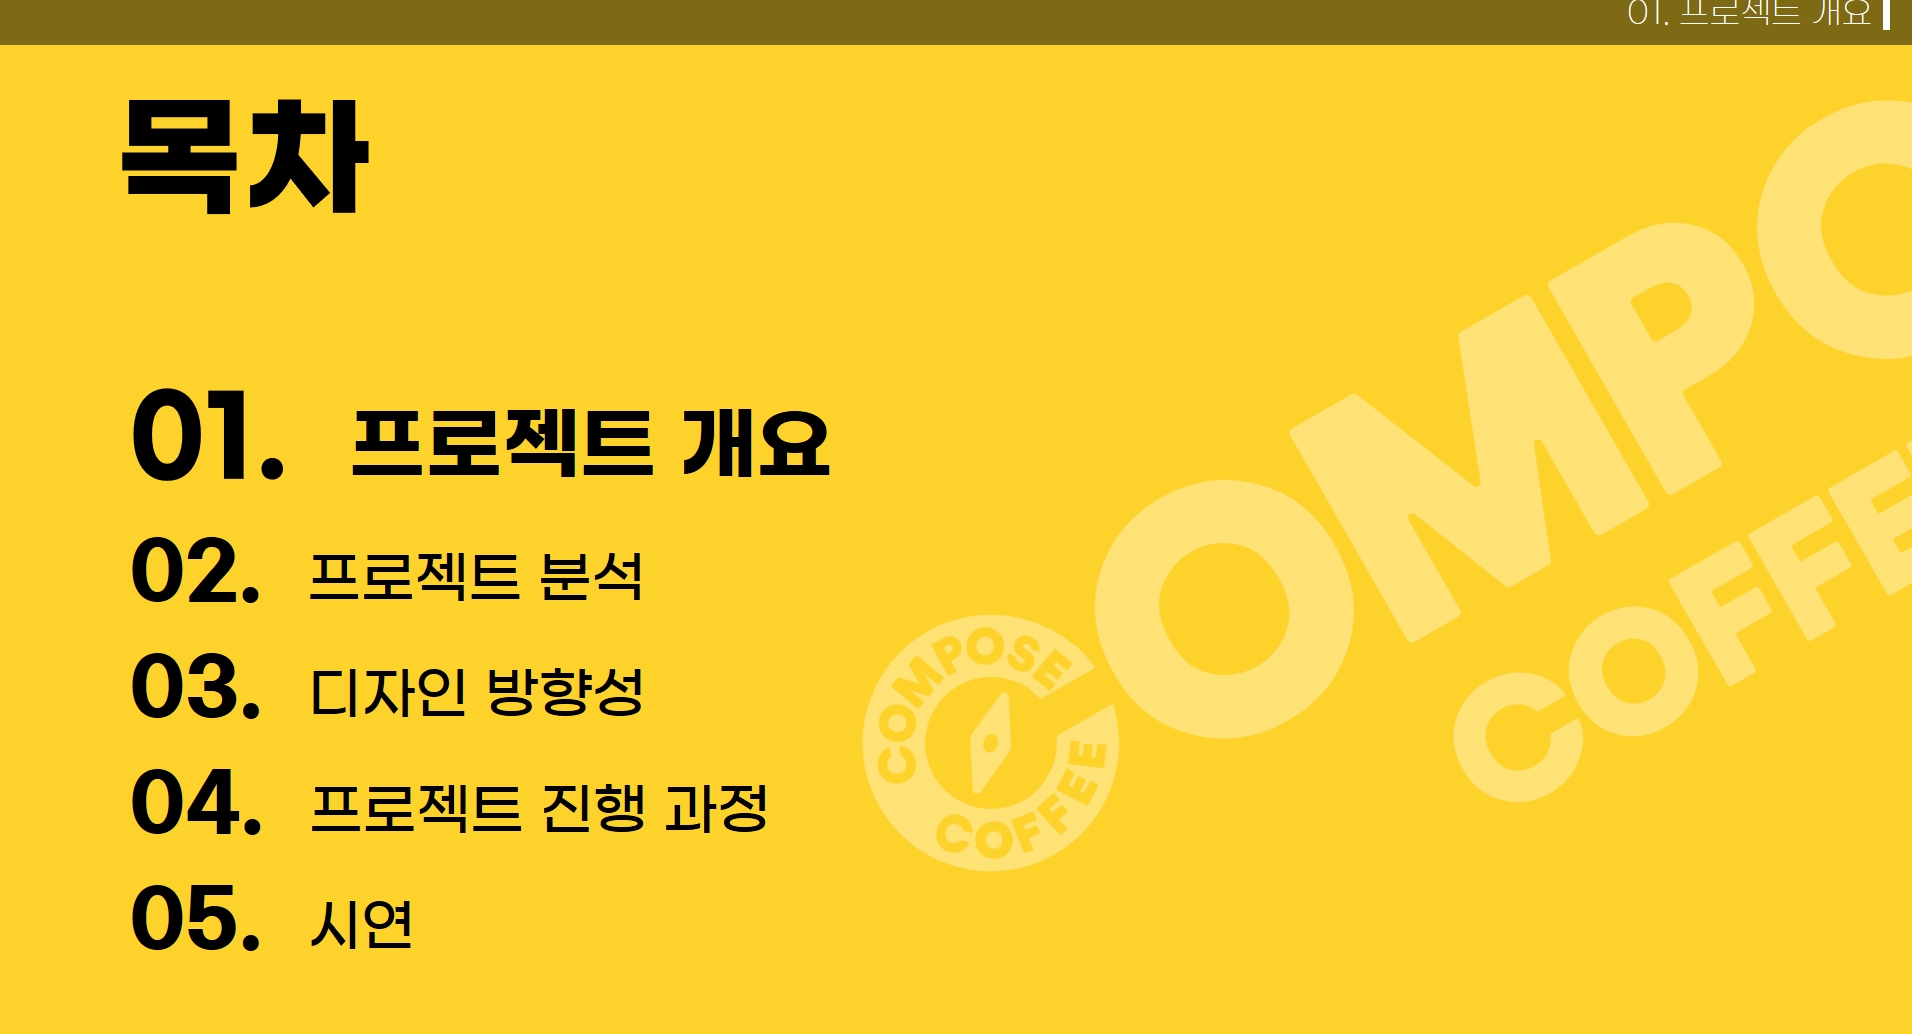 01. 프로젝트 개요
목차
01. 프로젝트 개요
02. 프로젝트 분석
03. 디자인 방향성
04. 프로젝트 진행 과정
05. 시연
COMPOSE
COFFEE
OMPO
COFFE